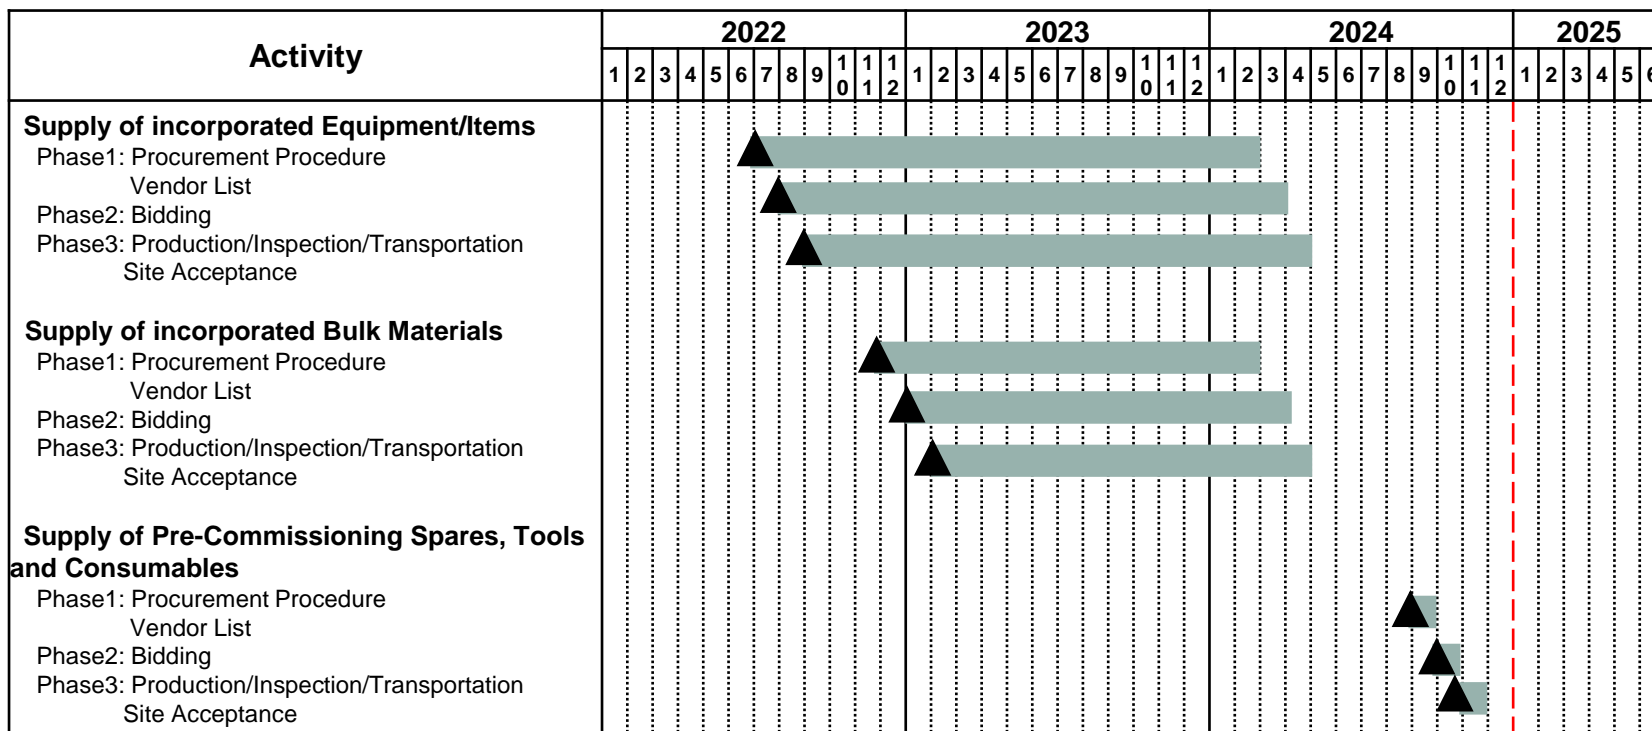 Activity
2022 2023 2024 2025
1 2 3 4 5 6 7 8 9 10 11 12 1 2 3 4 5 6 7 8 9 10 11 12 1 2 3 4 5 6 7 8 9 10 11 12 1 2 3 4 5 6
Supply of incorporated Equipment/Items
Phase1: Procurement Procedure
Vendor List
Phase2: Bidding
Phase3: Production/Inspection/Transportation
Site Acceptance
Supply of incorporated Bulk Materials
Phase1: Procurement Procedure
Vendor List
Phase2: Bidding
Phase3: Production/Inspection/Transportation
Site Acceptance
Supply of Pre-Commissioning Spares, Tools
and Consumables
Phase1: Procurement Procedure
Vendor List
Phase2: Bidding
Phase3: Production/Inspection/Transportation
Site Acceptance